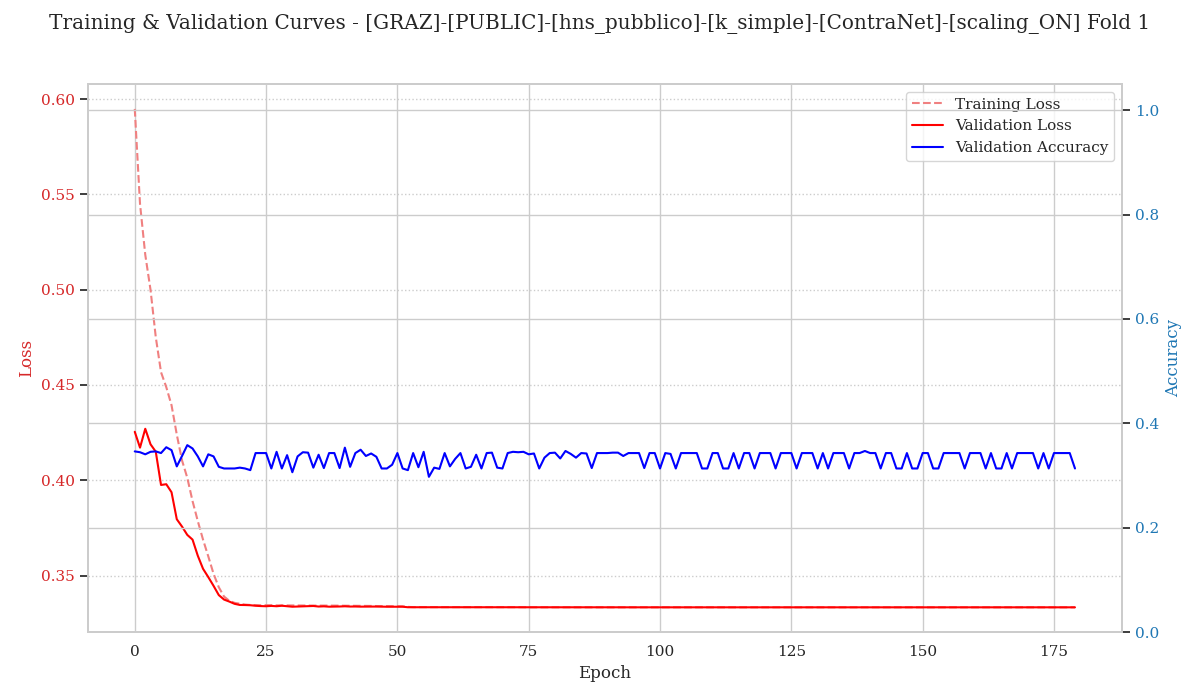 Training & Validation Curves - [GRAZ]-[PUBLIC]-[hns_pubblico]-[k_simple]-[ContraNet]-[scaling_ON] Fold 1
Training Loss
Validation Loss
Validation Accuracy
0.60
0.55
0.50
0.45
0.40
0.35
Loss
1.0
0.8
0.6
0.4
0.2
0.0
Accuracy
0
25
50
75
100
125
150
175
Epoch